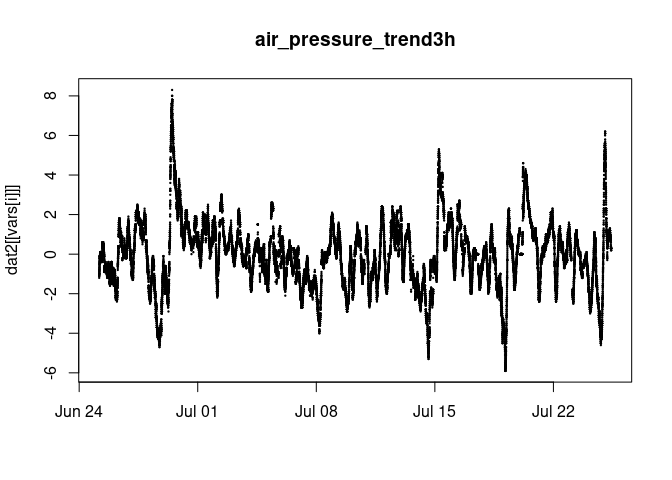 air_pressure_trend3h
dat2[[vars[i]]]
8
6
4
2
0
-2
-4
-6
Jun 24
Jul 01
Jul 08
Jul 15
Jul 22